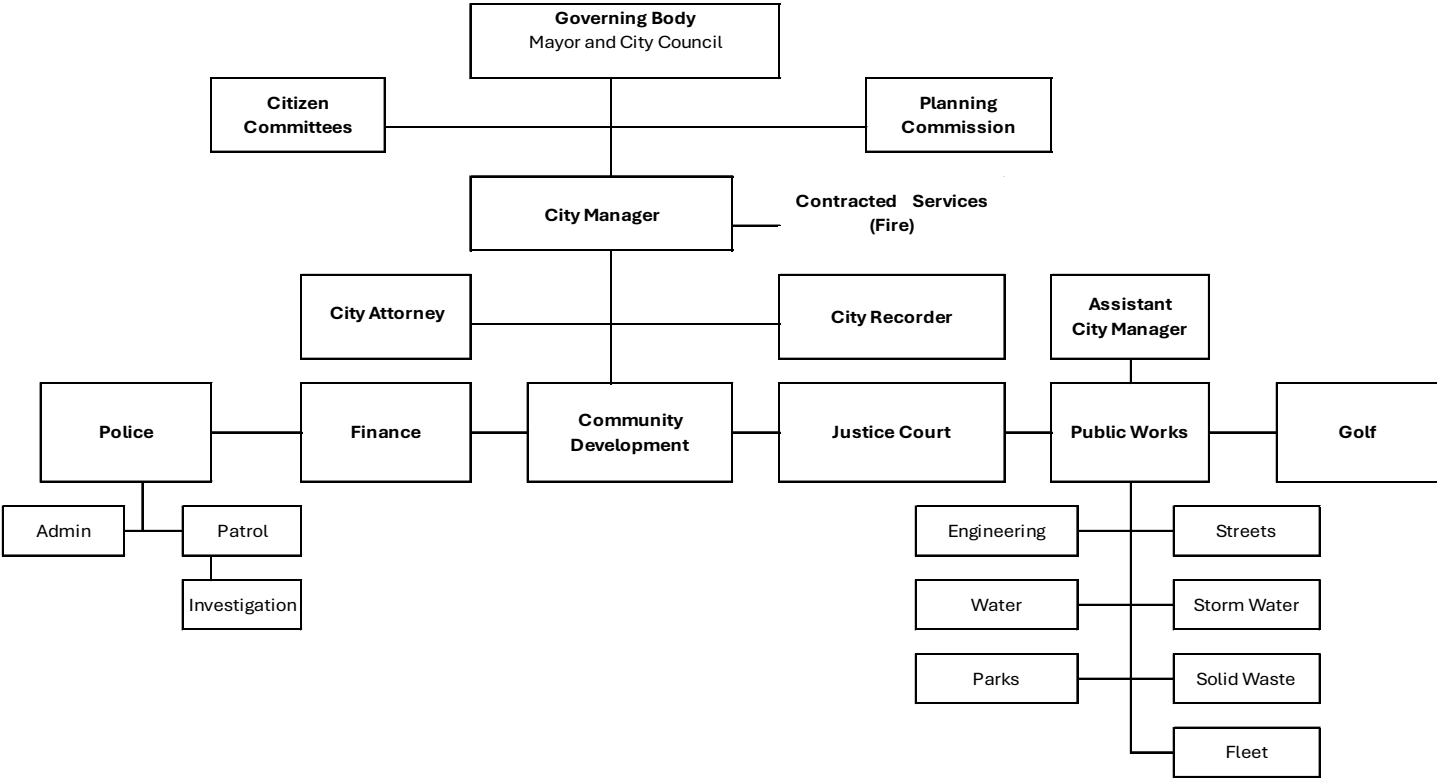 Governing Body
Mayor and City Council
Citizen
Committees
Planning
Commission
City Manager
Contracted Services
(Fire)
City Attorney
City Recorder
Assistant
City Manager
Police
Finance
Community
Development
Justice Court
Public Works
Golf
Admin
Patrol
Engineering
Streets
Investigation
Water
Storm Water
Parks
Solid Waste
Fleet